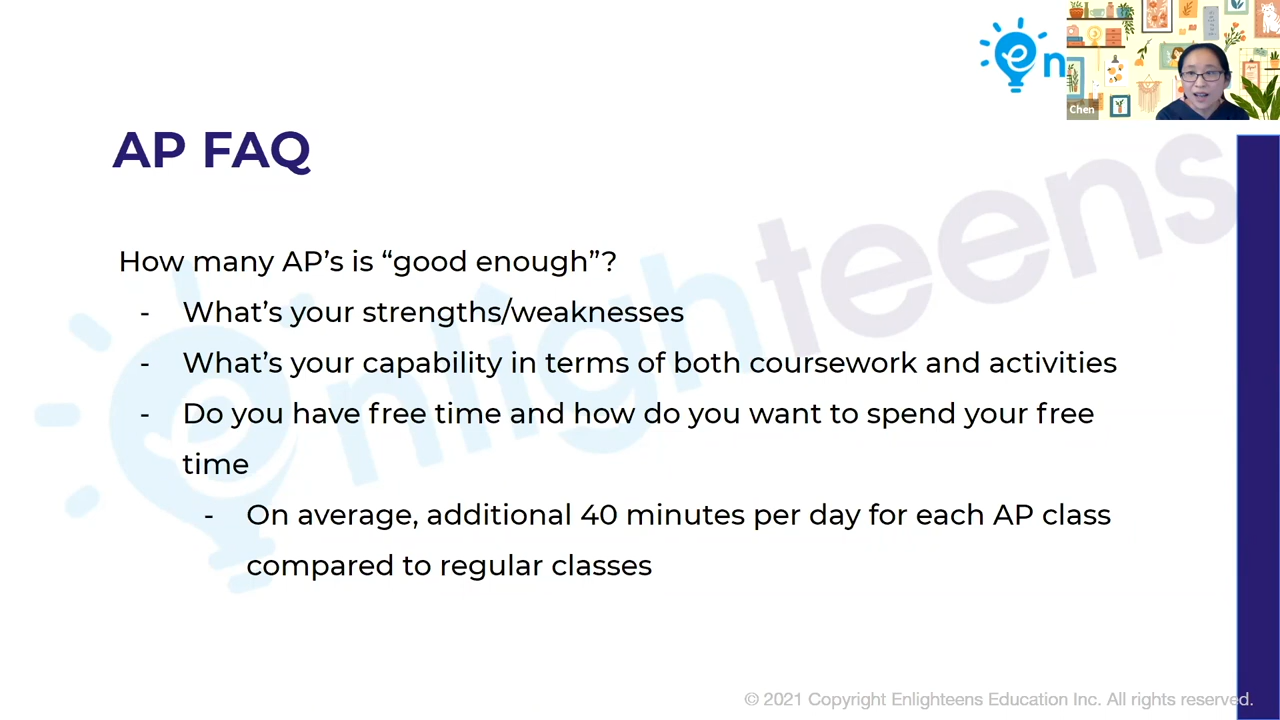 en
Chen
AP FAQ
enlighteens
How many AP's is “good enough”?
- What's your strengths/weaknesses
- What's your capability in terms of both coursework and activities
- Do you have free time and how do you want to spend your free
time
- On average, additional 40 minutes per day for each AP class
compared to regular classes
© 2021 Copyright Enlighteens Education Inc. All rights reserved.